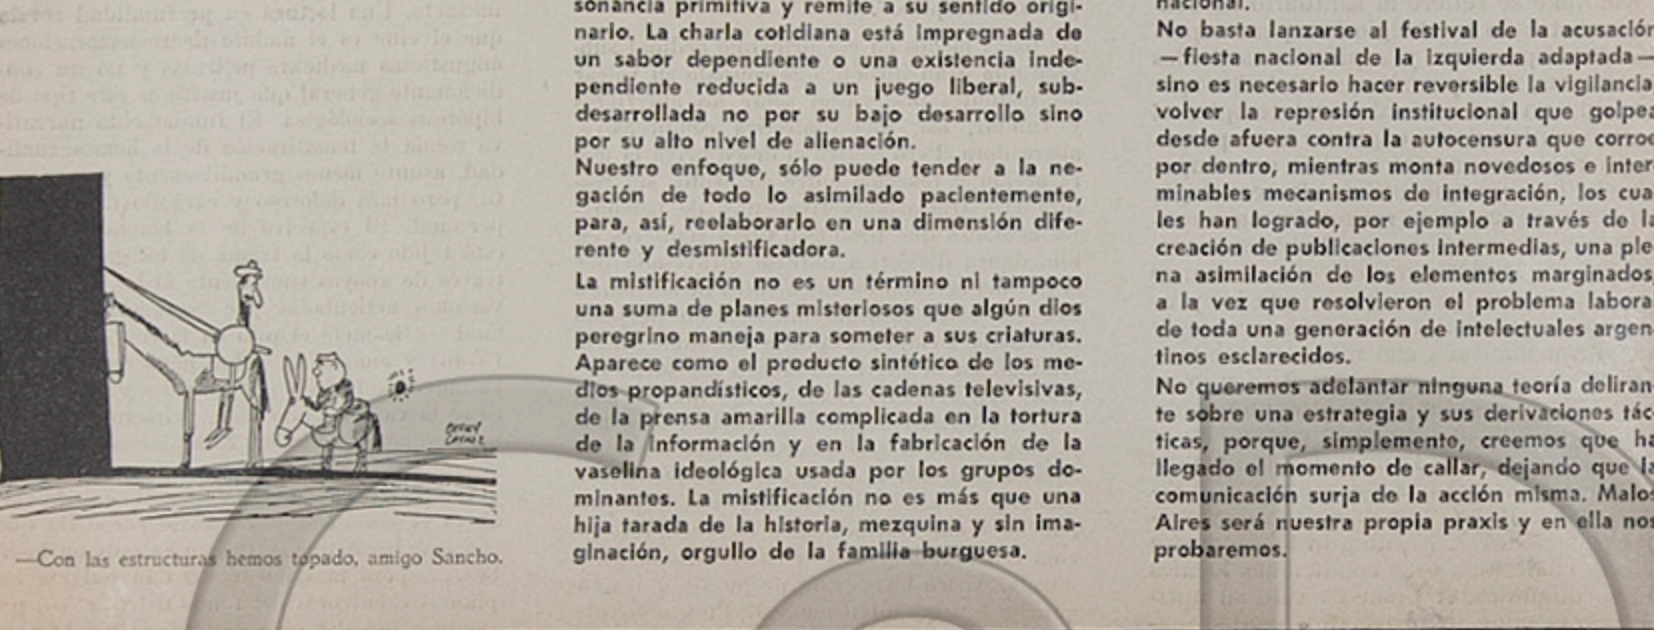 —Con las estructuras hemos topado, amigo Sancho.
sonancia primitiva y remite a su sentido origi-
nario. La charla cotidiana está impregnada de
un sabor dependiente o una existencia inde-
pendiente reducida a un juego liberal, sub-
desarrollada no por su bajo desarrollo sino
por su alto nivel de alienación.
Nuestro enfoque, sólo puede tender a la ne-
gación de todo lo asimilado pacientemente,
para, así, reelaborarlo en una dimensión dife-
rente y desmistificadora.
La mistificación no es un término ni tampoco
una suma de planes misteriosos que algún dios
peregrino maneja para someter a sus criaturas.
Aparece como el producto sintético de los me-
dios propandísticos, de las cadenas televisivas,
de la prensa amarilla complicada en la tortura
de la información y en la fabricación de la
vaselina ideológica usada por los grupos do-
minantes. La mistificación no es más que una
hija tarada de la historia, mezquina y sin ima-
ginación, orgullo de la familia burguesa.
nacional.
No basta lanzarse al festival de la acusación
—fiesta nacional de la izquierda adaptada—
sino es necesario hacer reversible la vigilancia,
volver la represión institucional que golpea
desde afuera contra la autocensura que corroe
por dentro, mientras monta novedosos e inter-
minables mecanismos de integración, los cua-
les han logrado, por ejemplo a través de la
creación de publicaciones intermedias, una ple-
na asimilación de los elementos marginados,
a la vez que resolvieron el problema laboral
de toda una generación de intelectuales argen-
tinos esclarecidos.
No queremos adelantar ninguna teoría deliran-
te sobre una estrategia y sus derivaciones tác-
ticas, porque, simplemente, creemos que ha
llegado el momento de callar, dejando que la
comunicación surja de la acción misma. Malos
Aires será nuestra propia praxis y en ella nos
probaremos.